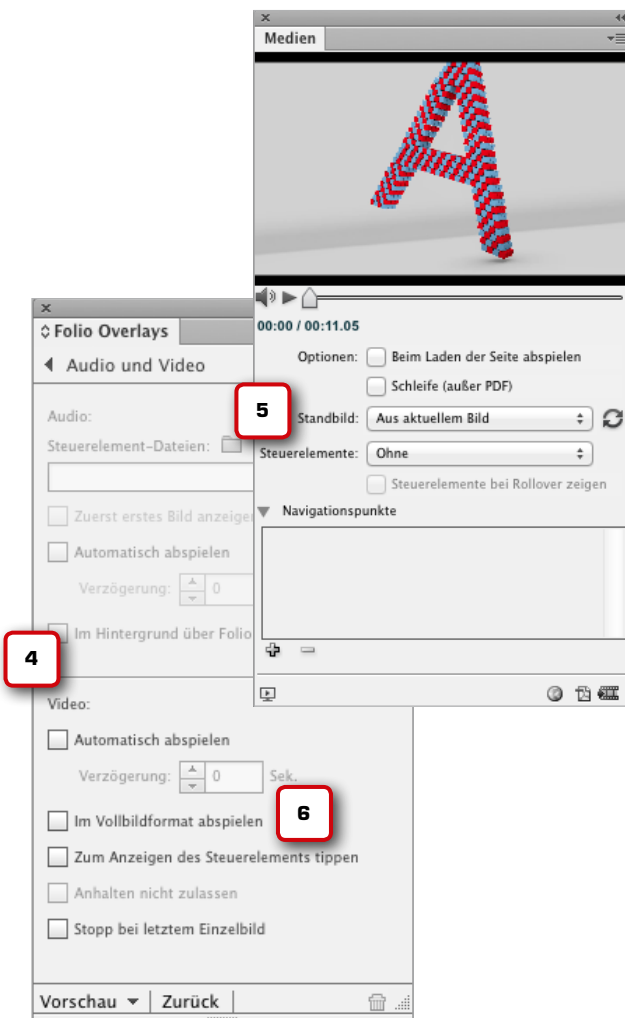 Medien
00:00 / 00:11.05
Optionen: Beim Laden der Seite abspielen
Schleife (außer PDF)
5
Standbild: Aus aktuellem Bild
Steuerelemente: Ohne
Steuerelemente bei Rollover zeigen
Navigationspunkte
Folio Overlays
Audio und Video
Audio:
Steuerelement-Dateien:
Zuerst erstes Bild anzeigen
Automatisch abspielen
Verzögerung: 0
Im Hintergrund über Folio
4
Video:
Automatisch abspielen
Verzögerung: 0 Sek.
Im Vollbildformat abspielen
6
Zum Anzeigen des Steuerelements tippen
Anhalten nicht zulassen
Stopp bei letztem Einzelbild
Vorschau Zurück